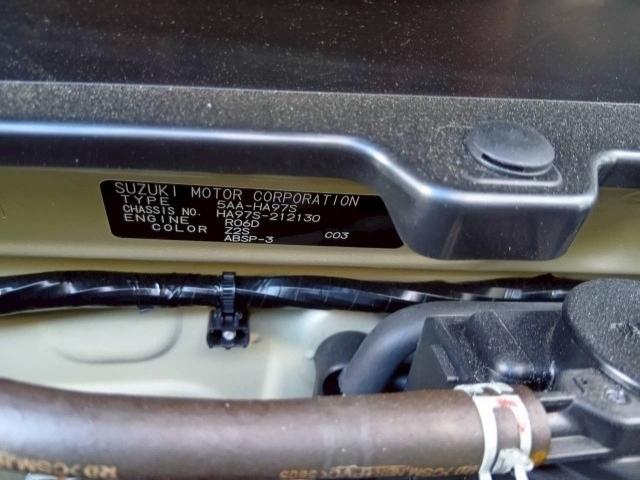 SUZUKI MOTOR CORPORATION
TYPE 5AA-HA97S
CHASSIS NO. HA97S-212130
ENGINE R06D
COLOR Z2S C03
ABSP-3